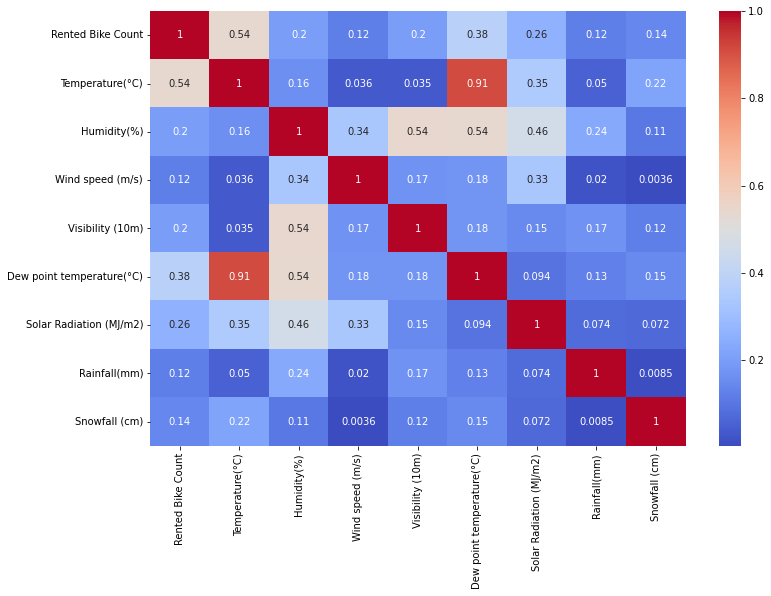 Rented Bike Count 1 0.54 0.2 0.12 0.2 0.38 0.26 0.12 0.14
Temperature(°C) 0.54 1 0.16 0.036 0.035 0.91 0.35 0.05 0.22
Humidity(%) 0.2 0.16 1 0.34 0.54 0.54 0.46 0.24 0.11
Wind speed (m/s) 0.12 0.036 0.34 1 0.17 0.18 0.33 0.02 0.0036
Visibility (10m) 0.2 0.035 0.54 0.17 1 0.18 0.15 0.17 0.12
Dew point temperature(°C) 0.38 0.91 0.54 0.18 0.18 1 0.094 0.13 0.15
Solar Radiation (MJ/m2) 0.26 0.35 0.46 0.33 0.15 0.094 1 0.074 0.072
Rainfall(mm) 0.12 0.05 0.24 0.02 0.17 0.13 0.074 1 0.0085
Snowfall (cm) 0.14 0.22 0.11 0.0036 0.12 0.15 0.072 0.0085 1
Rented Bike Count
Temperature(°C)
Humidity(%)
Wind speed (m/s)
Visibility (10m)
Dew point temperature(°C)
Solar Radiation (MJ/m2)
Rainfall(mm)
Snowfall (cm)
1.0
0.8
0.6
0.4
0.2